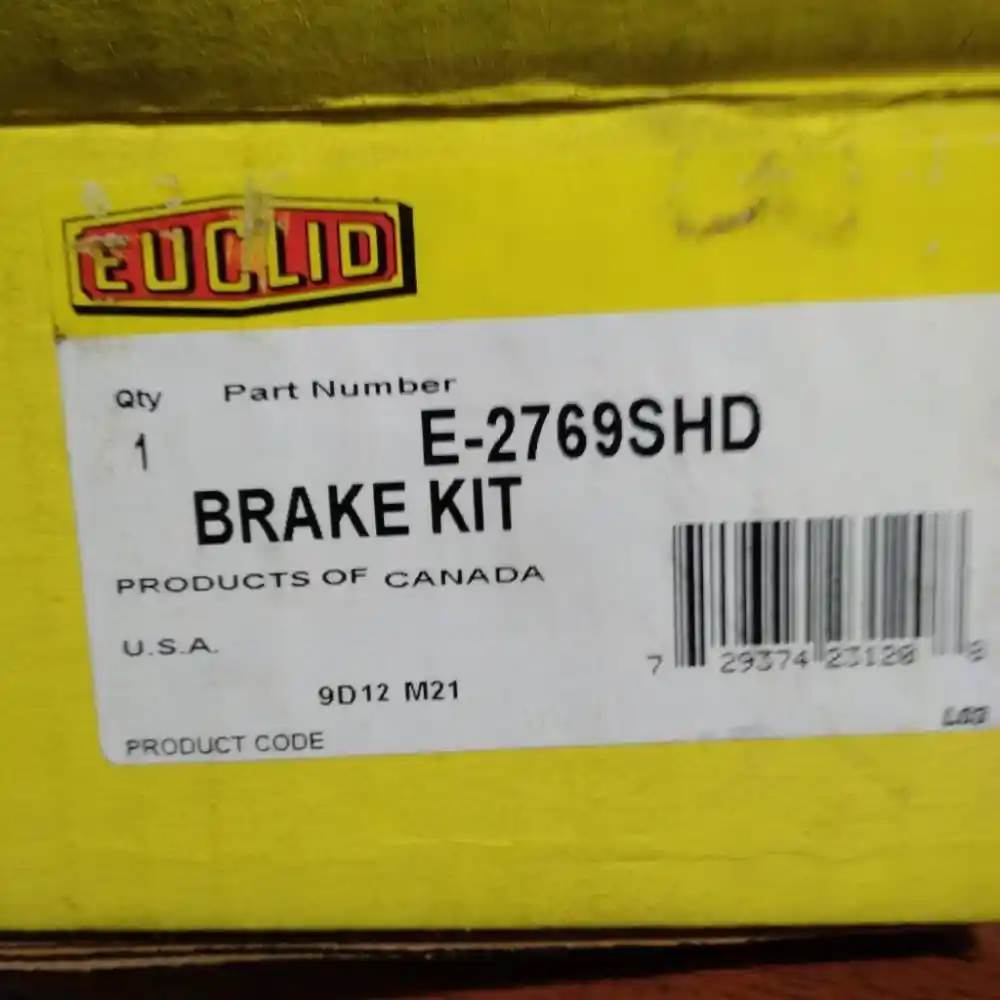 EUCLID
Qty Part Number
1 E-2769SHD
BRAKE KIT
PRODUCTS OF CANADA
U.S.A.
7 29374 23120 8
9D12 M21
PRODUCT CODE